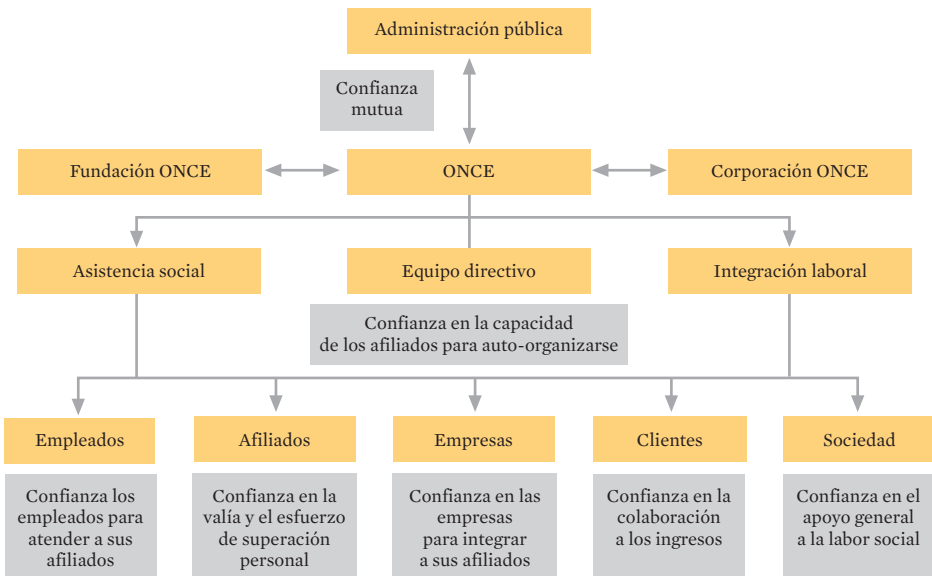 Administración pública
Confianza
mutua
Fundación ONCE
ONCE
Corporación ONCE
Asistencia social
Equipo directivo
Integración laboral
Confianza en la capacidad
de los afiliados para auto-organizarse
Empleados
Afiliados
Empresas
Clientes
Sociedad
Confianza los
empleados para
atender a sus
afiliados
Confianza en la
valía y el esfuerzo
de superación
personal
Confianza en las
empresas
para integrar
a sus afiliados
Confianza en la
colaboración
a los ingresos
Confianza en el
apoyo general
a la labor social